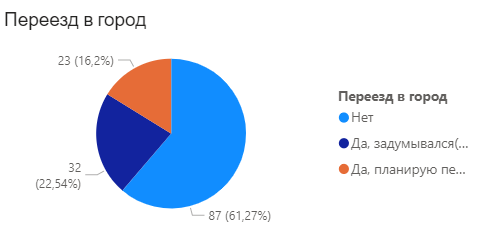 Переезд в город
23 (16,2%)
32
(22,54%)
87 (61,27%)
Переезд в город
Нет
Да, задумывался(...
Да, планирую пе...